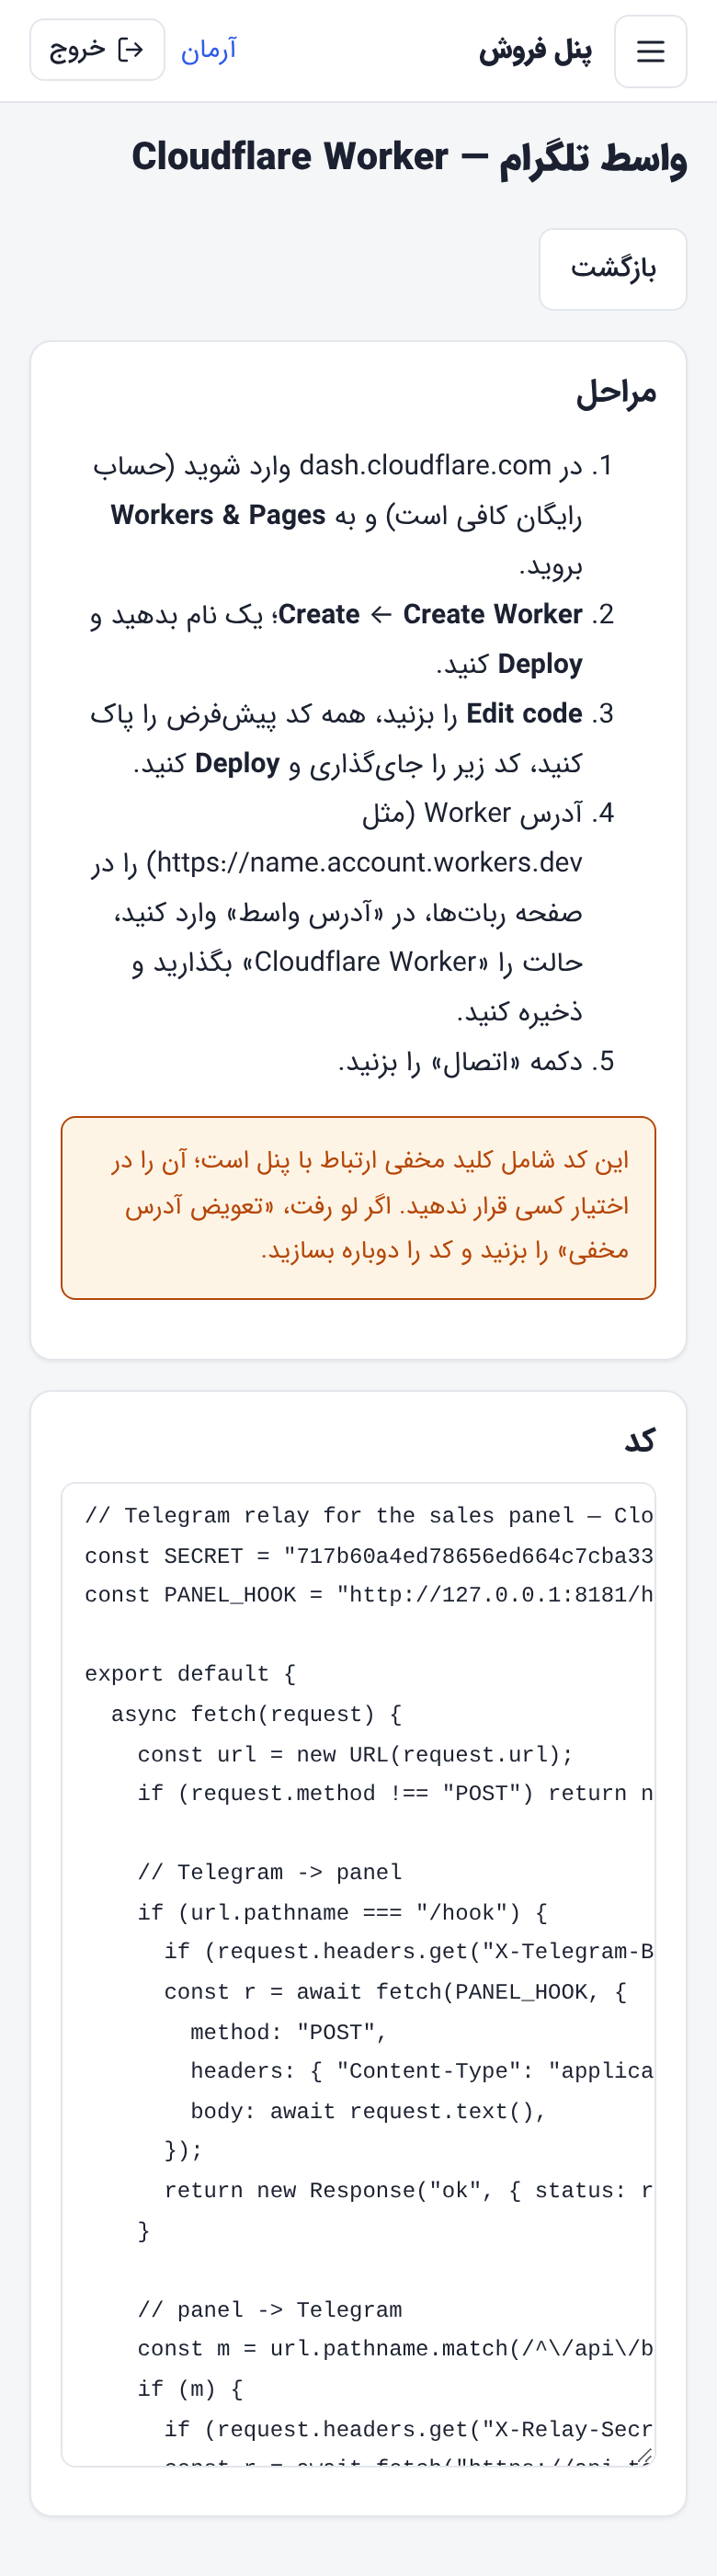 پنل فروش
آرمان
خروج
واسط تلگرام — Cloudflare Worker
بازگشت
مراحل
1. در dash.cloudflare.com وارد شوید (حساب
رایگان کافی است) و به Workers & Pages
بروید.
2. Create ← Create Worker؛ یک نام بدهید و
Deploy کنید.
3. Edit code را بزنید، همه کد پیش‌فرض را پاک
کنید، کد زیر را جای‌گذاری و Deploy کنید.
4. آدرس Worker (مثل
https://name.account.workers.dev) را در
صفحه ربات‌ها، در «آدرس واسط» وارد کنید،
حالت را «Cloudflare Worker» بگذارید و
ذخیره کنید.
5. دکمه «اتصال» را بزنید.
این کد شامل کلید مخفی ارتباط با پنل است؛ آن را در
اختیار کسی قرار ندهید. اگر لو رفت، «تعویض آدرس
مخفی» را بزنید و کد را دوباره بسازید.
کد
// Telegram relay for the sales panel — Clo
const SECRET = "717b60a4ed78656ed664c7cba33
const PANEL_HOOK = "http://127.0.0.1:8181/h
export default {
async fetch(request) {
const url = new URL(request.url);
if (request.method !== "POST") return n
// Telegram -> panel
if (url.pathname === "/hook") {
if (request.headers.get("X-Telegram-B
const r = await fetch(PANEL_HOOK, {
method: "POST",
headers: { "Content-Type": "applica
body: await request.text(),
});
return new Response("ok", { status: r
}
// panel -> Telegram
const m = url.pathname.match(/^\/api\/b
if (m) {
if (request.headers.get("X-Relay-Secr
const r = await fetch("https://api.te